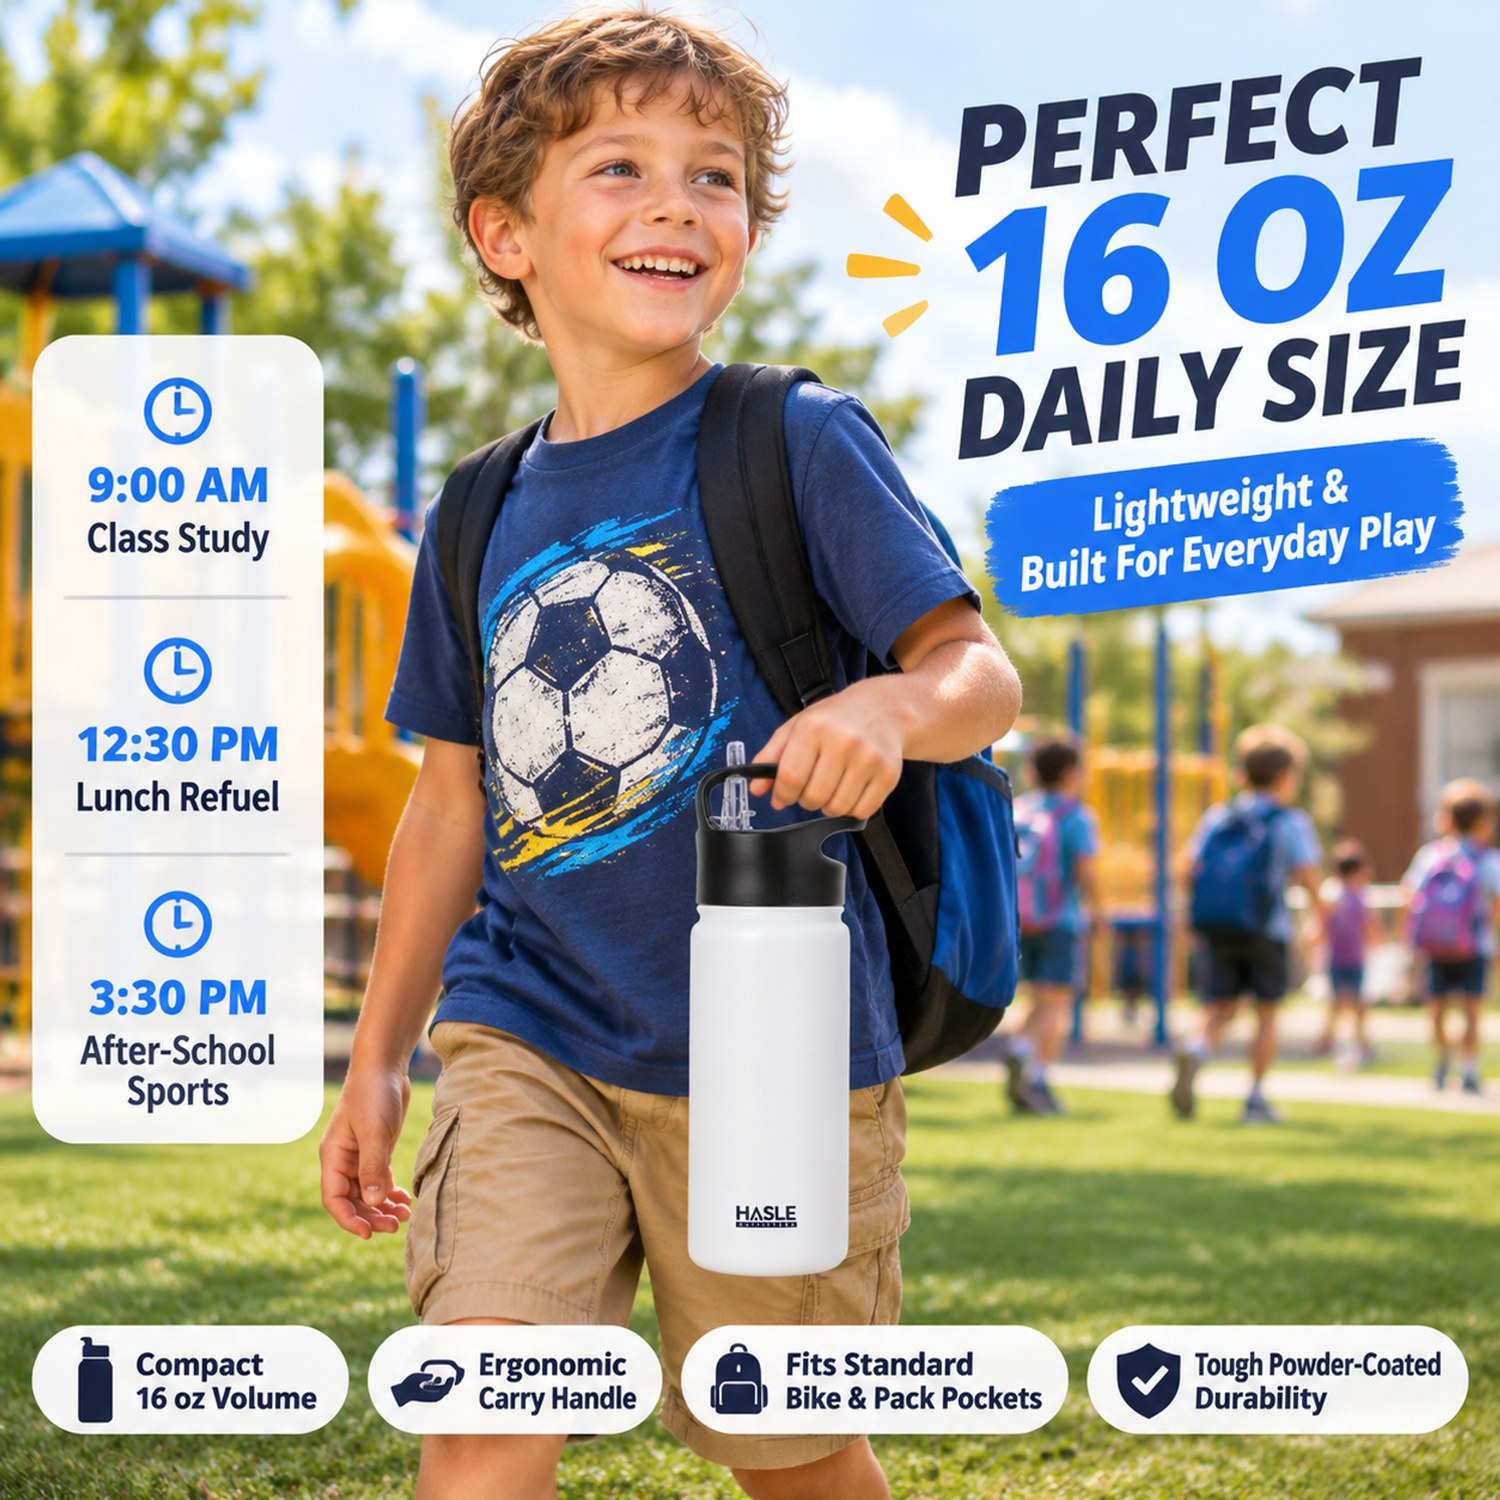 PERFECT
16 OZ
DAILY SIZE
Lightweight &
Built For Everyday Play
9:00 AM
Class Study
12:30 PM
Lunch Refuel
3:30 PM
After-School
Sports
HASLE
Compact
16 oz Volume
Ergonomic
Carry Handle
Fits Standard
Bike & Pack Pockets
Tough Powder-Coated
Durability